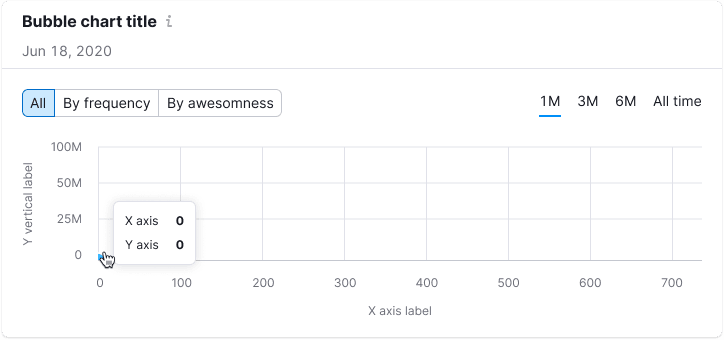 Bubble chart title i
Jun 18, 2020
All By frequency By awesomness 1M 3M 6M All time
Y vertical label
100M
50M
25M
0
X axis 0
Y axis 0
0 100 200 300 400 500 600 700
X axis label